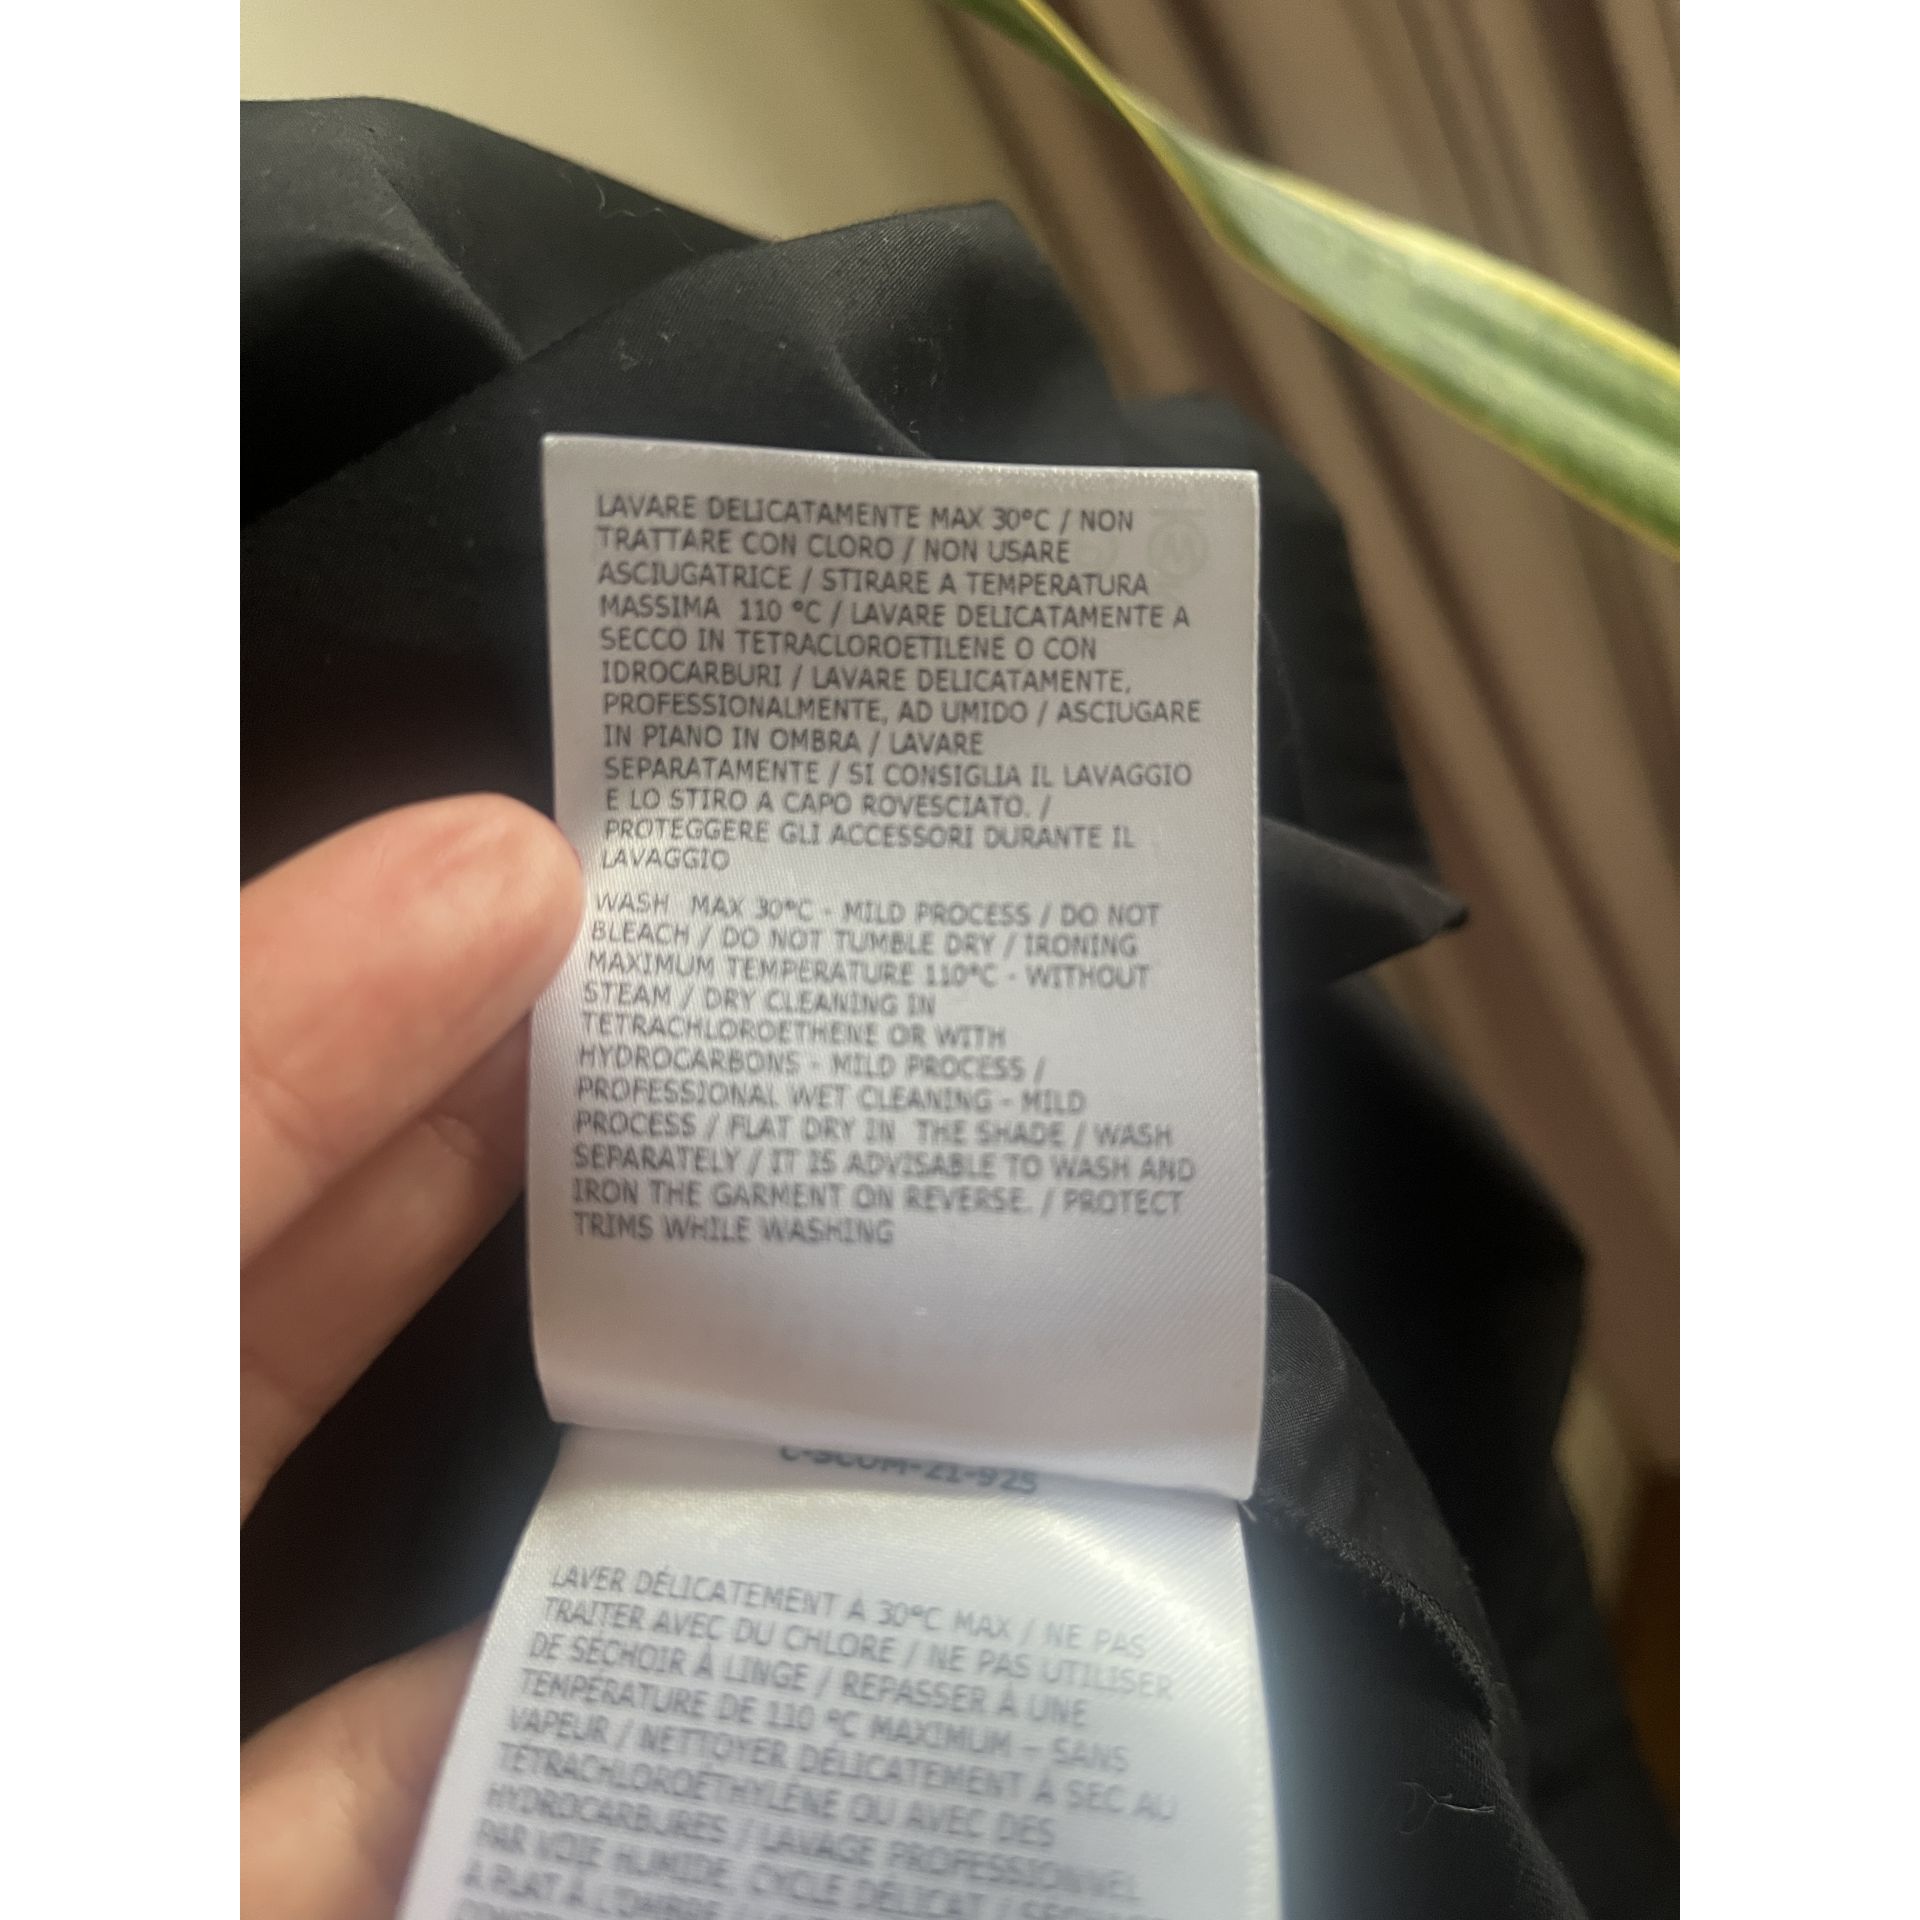 LAVARE DELICATAMENTE MAX 30°C / NON
TRATTARE CON CLORO / NON USARE
ASCIUGATRICE / STIRARE A TEMPERATURA
MASSIMA 110 °C / LAVARE DELICATAMENTE A
SECCO IN TETRACLOROETILENE O CON
IDROCARBURI / LAVARE DELICATAMENTE,
PROFESSIONALMENTE, AD UMIDO / ASCIUGARE
IN PIANO IN OMBRA / LAVARE
SEPARATAMENTE / SI CONSIGLIA IL LAVAGGIO
E LO STIRO A CAPO ROVESCIATO. /
PROTEGGERE GLI ACCESSORI DURANTE IL
LAVAGGIO
WASH MAX 30°C - MILD PROCESS / DO NOT
BLEACH / DO NOT TUMBLE DRY / IRONING
MAXIMUM TEMPERATURE 110°C - WITHOUT
STEAM / DRY CLEANING IN
TETRACHLOROETHENE OR WITH
HYDROCARBONS - MILD PROCESS /
PROFESSIONAL WET CLEANING - MILD
PROCESS / FLAT DRY IN THE SHADE / WASH
SEPARATELY / IT IS ADVISABLE TO WASH AND
IRON THE GARMENT ON REVERSE. / PROTECT
TRIMS WHILE WASHING
C-SCOM-21-925
LAVER DÉLICATEMENT À 30°C MAX / NE PAS
TRAITER AVEC DU CHLORE / NE PAS UTILISER
DE SÉCHOIR À LINGE / REPASSER À UNE
TEMPÉRATURE DE 110 °C MAXIMUM – SANS
VAPEUR / NETTOYER DÉLICATEMENT À SEC AU
TÉTRACHLOROÉTHYLÈNE OU AVEC DES
HYDROCARBURES / LAVAGE PROFESSIONNEL
PAR VOIE HUMIDE, CYCLE DÉLICAT /
À PLAT À L'OMBRE /